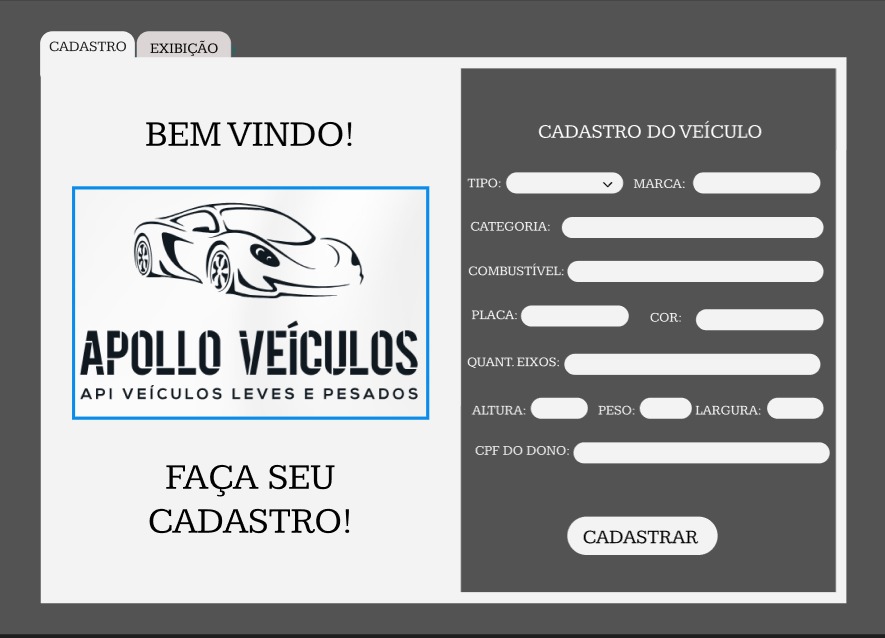 CADASTRO
EXIBIÇÃO
BEM VINDO!
APOLLO VEÍCULOS
API VEÍCULOS LEVES E PESADOS
FAÇA SEU
CADASTRO!
CADASTRO DO VEÍCULO
TIPO: MARCA:
CATEGORIA:
COMBUSTÍVEL:
PLACA: COR:
QUANT. EIXOS:
ALTURA: PESO: LARGURA:
CPF DO DONO:
CADASTRAR